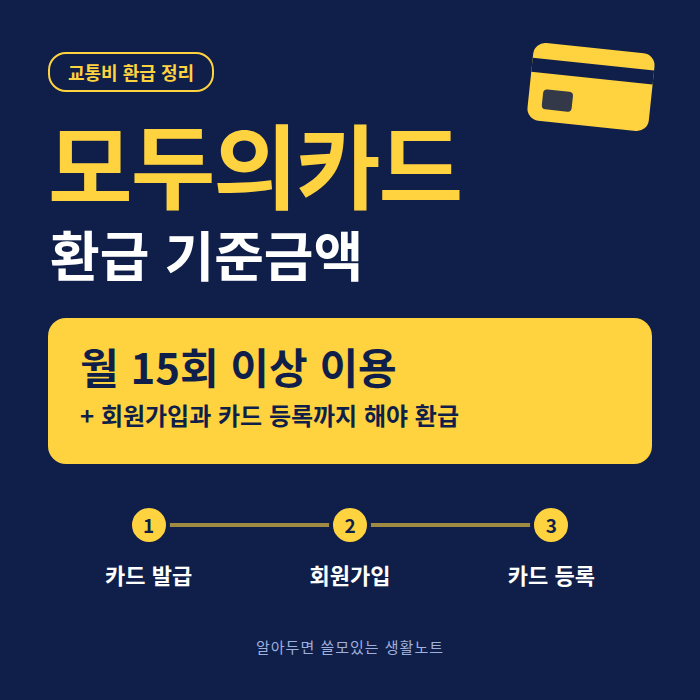 교통비 환급 정리
모두의카드
환급 기준금액
월 15회 이상 이용
+ 회원가입과 카드 등록까지 해야 환급
1 2 3
카드 발급 회원가입 카드 등록
알아두면 쓸모있는 생활노트